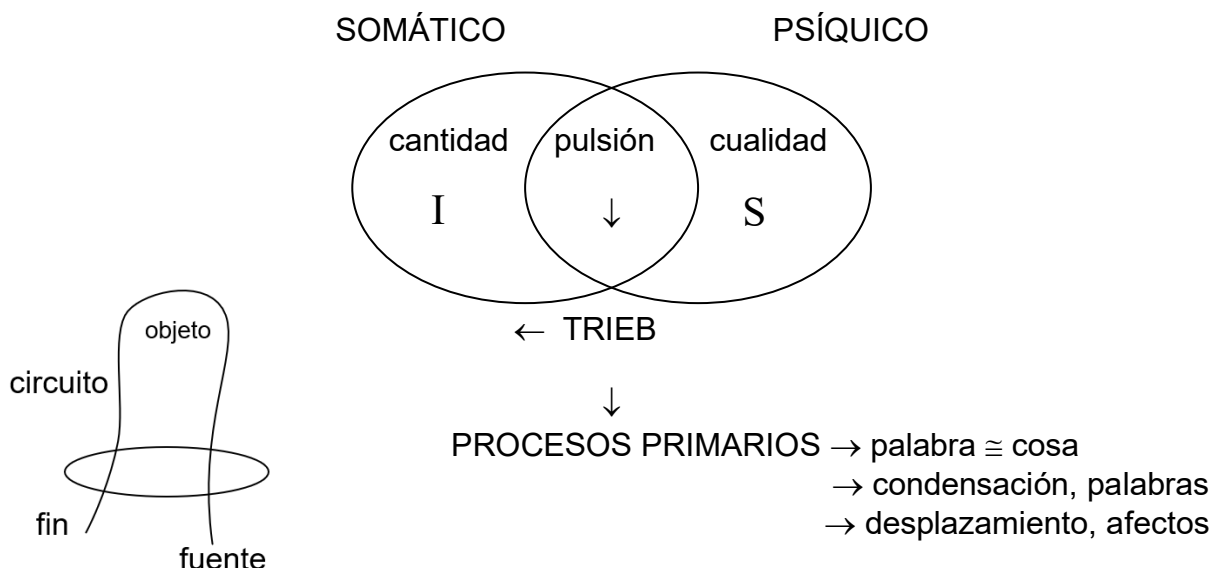 SOMÁTICO PSÍQUICO
cantidad pulsión cualidad
I ↓ S
← TRIEB
objeto
circuito
↓
PROCESOS PRIMARIOS → palabra ≅ cosa
→ condensación, palabras
→ desplazamiento, afectos
fin
fuente